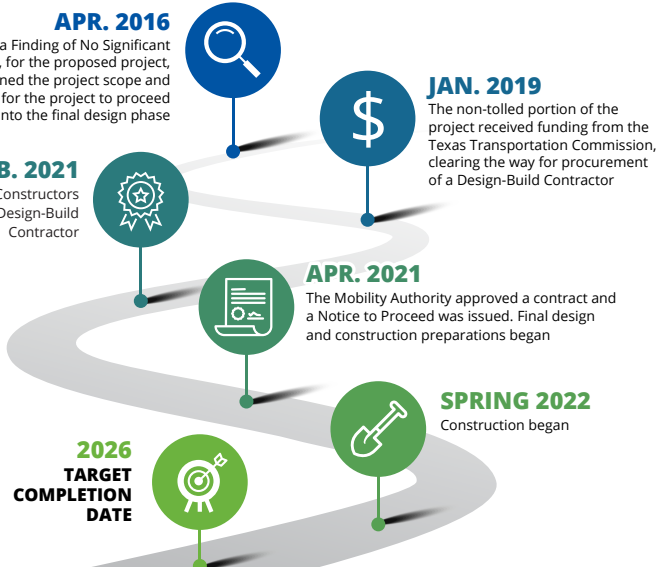 APR. 2016
a Finding of No Significant
, for the proposed project,
ned the project scope and
for the project to proceed
into the final design phase
JAN. 2019
The non-tolled portion of the
project received funding from the
Texas Transportation Commission,
clearing the way for procurement
of a Design-Build Contractor
$
B. 2021
Constructors
Design-Build
Contractor
APR. 2021
The Mobility Authority approved a contract and
a Notice to Proceed was issued. Final design
and construction preparations began
SPRING 2022
Construction began
2026
TARGET
COMPLETION
DATE